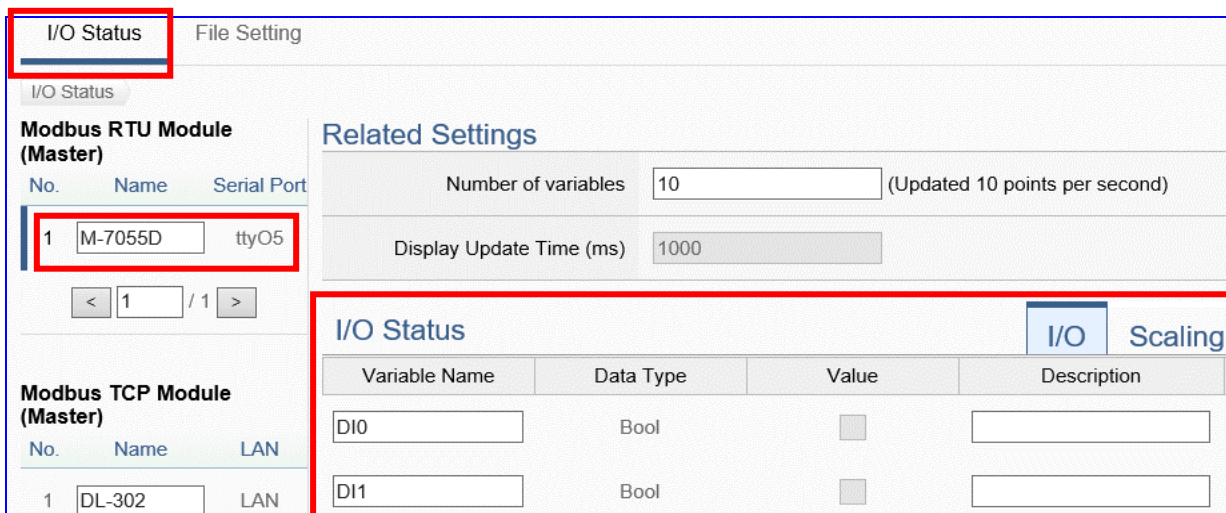 I/O Status File Setting
I/O Status
Modbus RTU Module
(Master)
No. Name Serial Port
1 M-7055D ttyO5
< 1 / 1 >
Modbus TCP Module
(Master)
No. Name LAN
1 DL-302 LAN
Related Settings
Number of variables 10 (Updated 10 points per second)
Display Update Time (ms) 1000
I/O Status I/O Scaling
Variable Name Data Type Value Description
DI0 Bool
DI1 Bool